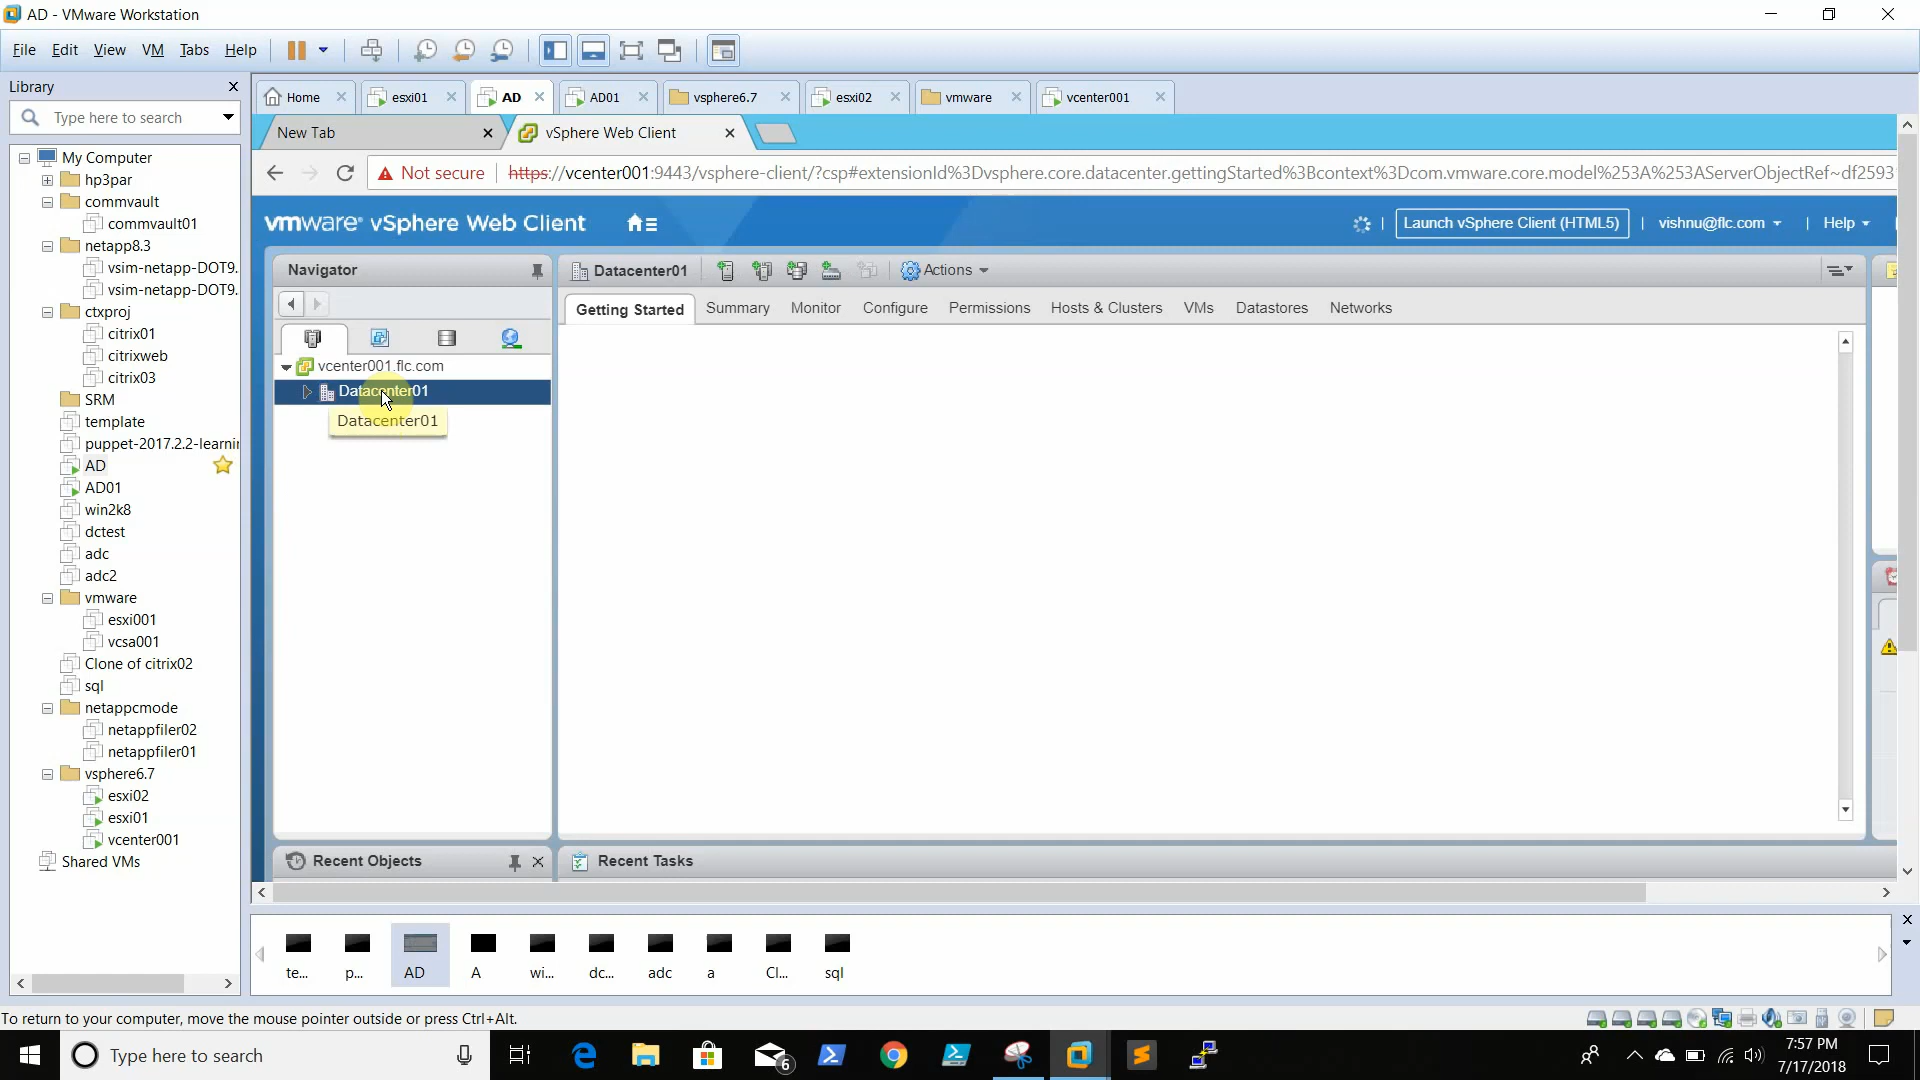 AD - VMware Workstation
File Edit View VM Tabs Help
Library
Type here to search
My Computer
hp3par
commvault
commvault01
netapp8.3
vsim-netapp-DOT9.
vsim-netapp-DOT9.
ctxproj
citrix01
citrixweb
citrix03
SRM
template
puppet-2017.2.2-learnin
AD
AD01
win2k8
dctest
adc
adc2
vmware
esxi001
vcsa001
Clone of citrix02
sql
netappcmode
netappfiler02
netappfiler01
vsphere6.7
esxi02
esxi01
vcenter001
Shared VMs
Home esxi01 AD AD01 vsphere6.7 esxi02 vmware vcenter001
New Tab vSphere Web Client
Not secure https://vcenter001:9443/vsphere-client/?csp#extensionId%3Dvsphere.core.datacenter.gettingStarted%3Bcontext%3Dcom.vmware.core.model%253A%253AServerObjectRef~df2593
vmware® vSphere Web Client Launch vSphere Client (HTML5) vishnu@flc.com Help
Navigator
vcenter001.flc.com
Datacenter01
Datacenter01
Datacenter01 Actions
Getting Started Summary Monitor Configure Permissions Hosts & Clusters VMs Datastores Networks
Recent Objects
Recent Tasks
te... p... AD A wi... dc... adc a Cl... sql
To return to your computer, move the mouse pointer outside or press Ctrl+Alt.
Type here to search
6
7:57 PM
7/17/2018